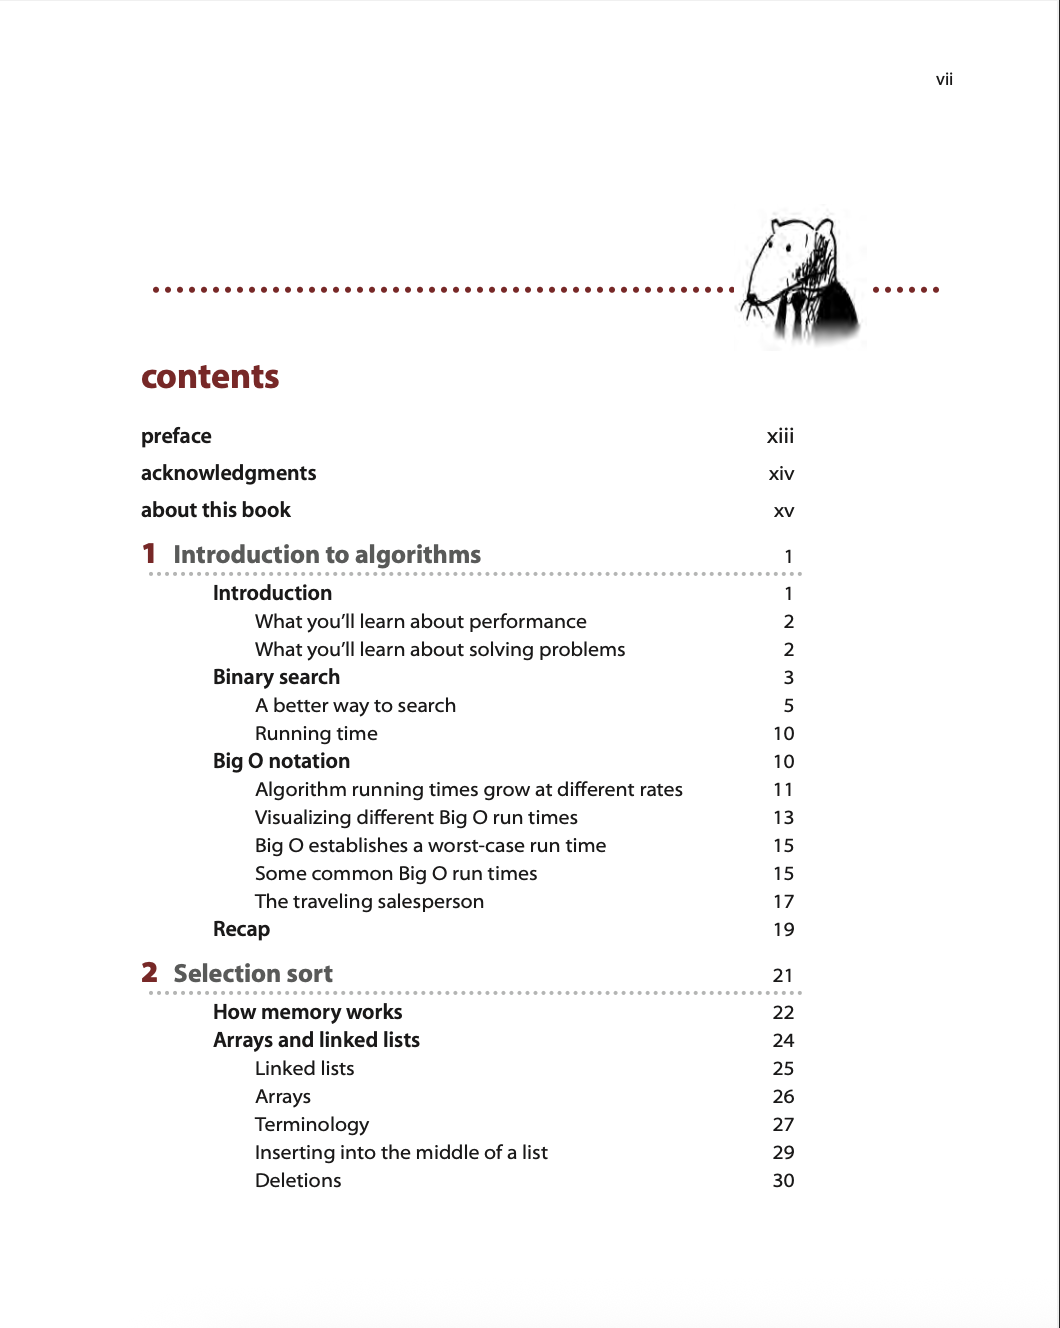 vii
contents
preface xiii
acknowledgments xiv
about this book xv
1 Introduction to algorithms 1
Introduction 1
What you’ll learn about performance 2
What you’ll learn about solving problems 2
Binary search 3
A better way to search 5
Running time 10
Big O notation 10
Algorithm running times grow at different rates 11
Visualizing different Big O run times 13
Big O establishes a worst-case run time 15
Some common Big O run times 15
The traveling salesperson 17
Recap 19
2 Selection sort 21
How memory works 22
Arrays and linked lists 24
Linked lists 25
Arrays 26
Terminology 27
Inserting into the middle of a list 29
Deletions 30